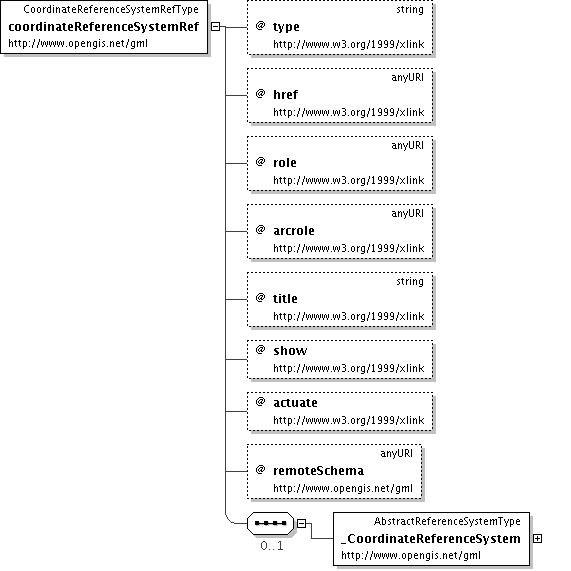 CoordinateReferenceSystemRefType
coordinateReferenceSystemRef
http://www.opengis.net/gml
string
@ type
http://www.w3.org/1999/xlink
anyURI
@ href
http://www.w3.org/1999/xlink
anyURI
@ role
http://www.w3.org/1999/xlink
anyURI
@ arcrole
http://www.w3.org/1999/xlink
string
@ title
http://www.w3.org/1999/xlink
@ show
http://www.w3.org/1999/xlink
@ actuate
http://www.w3.org/1999/xlink
anyURI
@ remoteSchema
http://www.opengis.net/gml
0..1
AbstractReferenceSystemType
_CoordinateReferenceSystem
http://www.opengis.net/gml